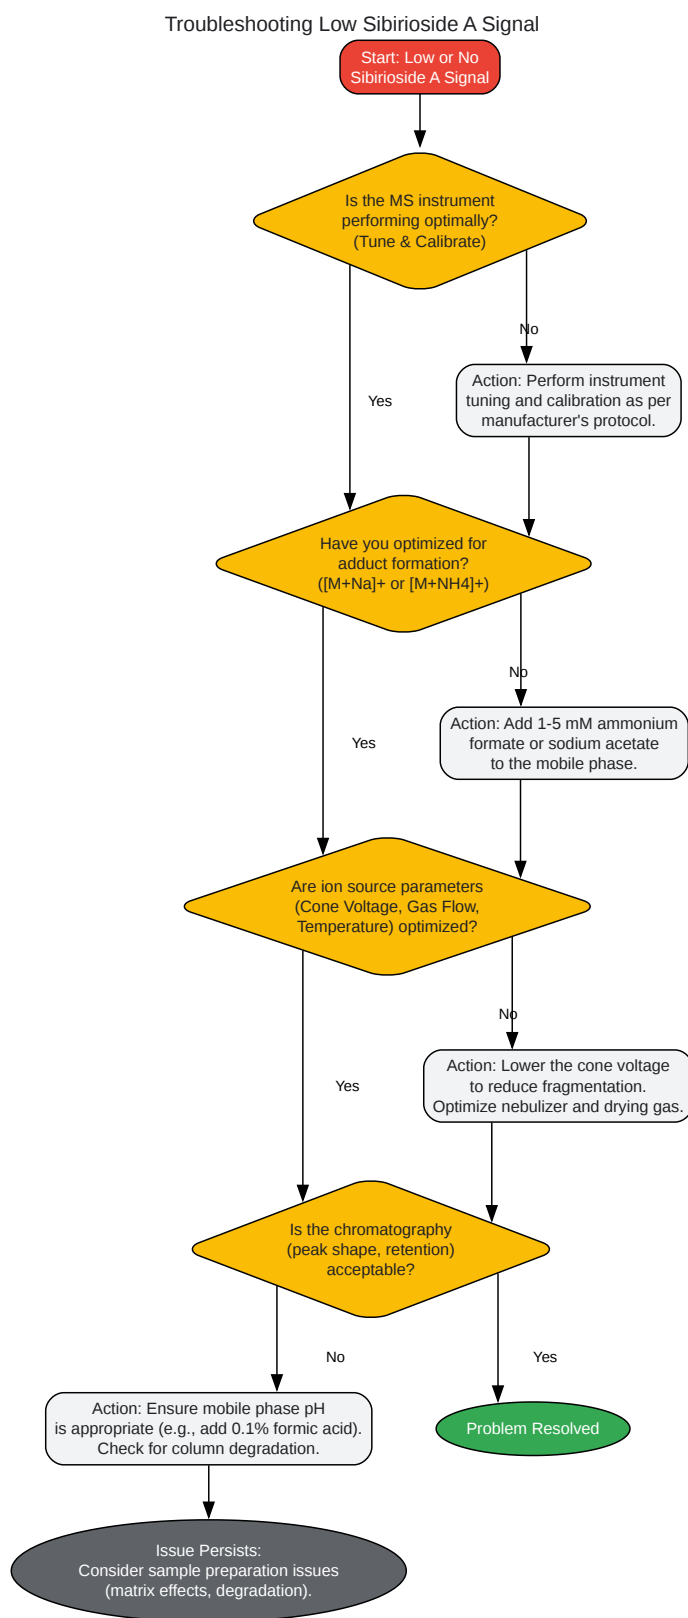 Troubleshooting Low Sibirioside A Signal
Start: Low or No
Sibirioside A Signal
Is the MS instrument
performing optimally?
(Tune & Calibrate)
No
Yes
Action: Perform instrument
tuning and calibration as per
manufacturer's protocol.
Have you optimized for
adduct formation?
([M+Na]+ or [M+NH4]+)
No
Yes
Action: Add 1-5 mM ammonium
formate or sodium acetate
to the mobile phase.
Are ion source parameters
(Cone Voltage, Gas Flow,
Temperature) optimized?
No
Yes
Action: Lower the cone voltage
to reduce fragmentation.
Optimize nebulizer and drying gas.
Is the chromatography
(peak shape, retention)
acceptable?
No
Yes
Action: Ensure mobile phase pH
is appropriate (e.g., add 0.1% formic acid).
Check for column degradation.
Problem Resolved
Issue Persists:
Consider sample preparation issues
(matrix effects, degradation).